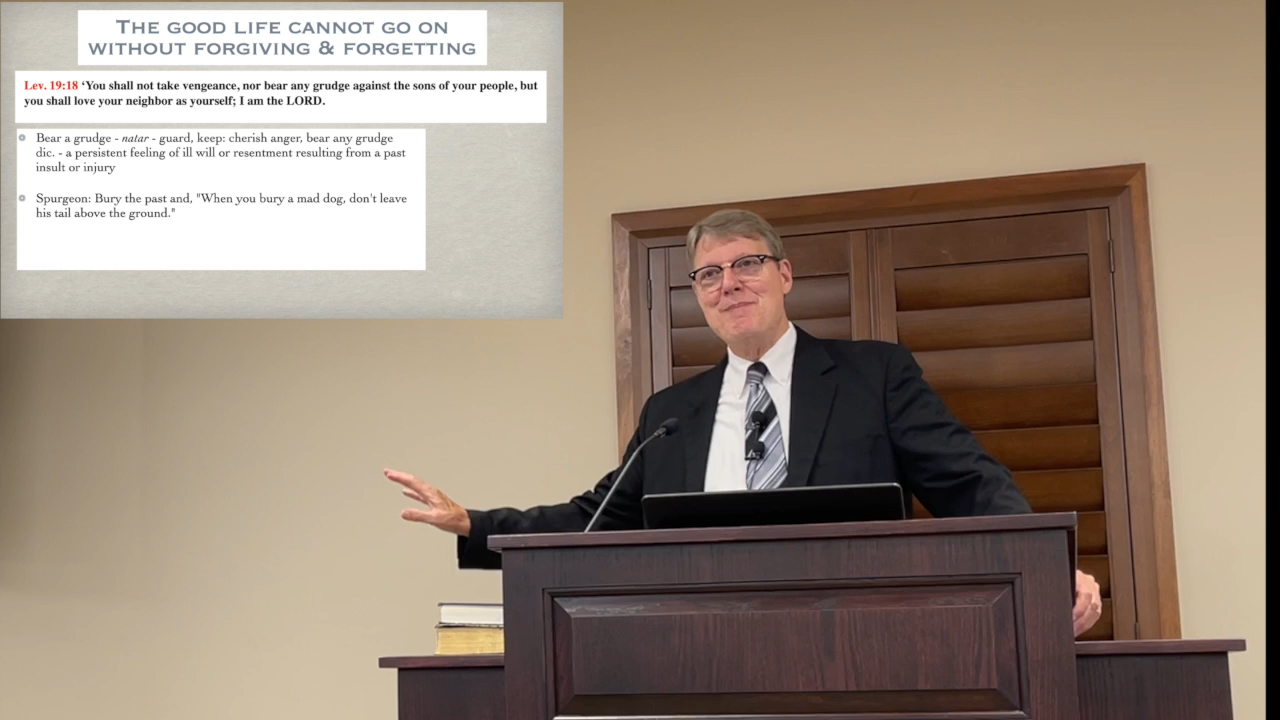 THE GOOD LIFE CANNOT GO ON
WITHOUT FORGIVING & FORGETTING
Lev. 19:18 ‘You shall not take vengeance, nor bear any grudge against the sons of your people, but
you shall love your neighbor as yourself; I am the LORD.
Bear a grudge - natar - guard, keep: cherish anger, bear any grudge
dic. - a persistent feeling of ill will or resentment resulting from a past
insult or injury
Spurgeon: Bury the past and, "When you bury a mad dog, don't leave
his tail above the ground."